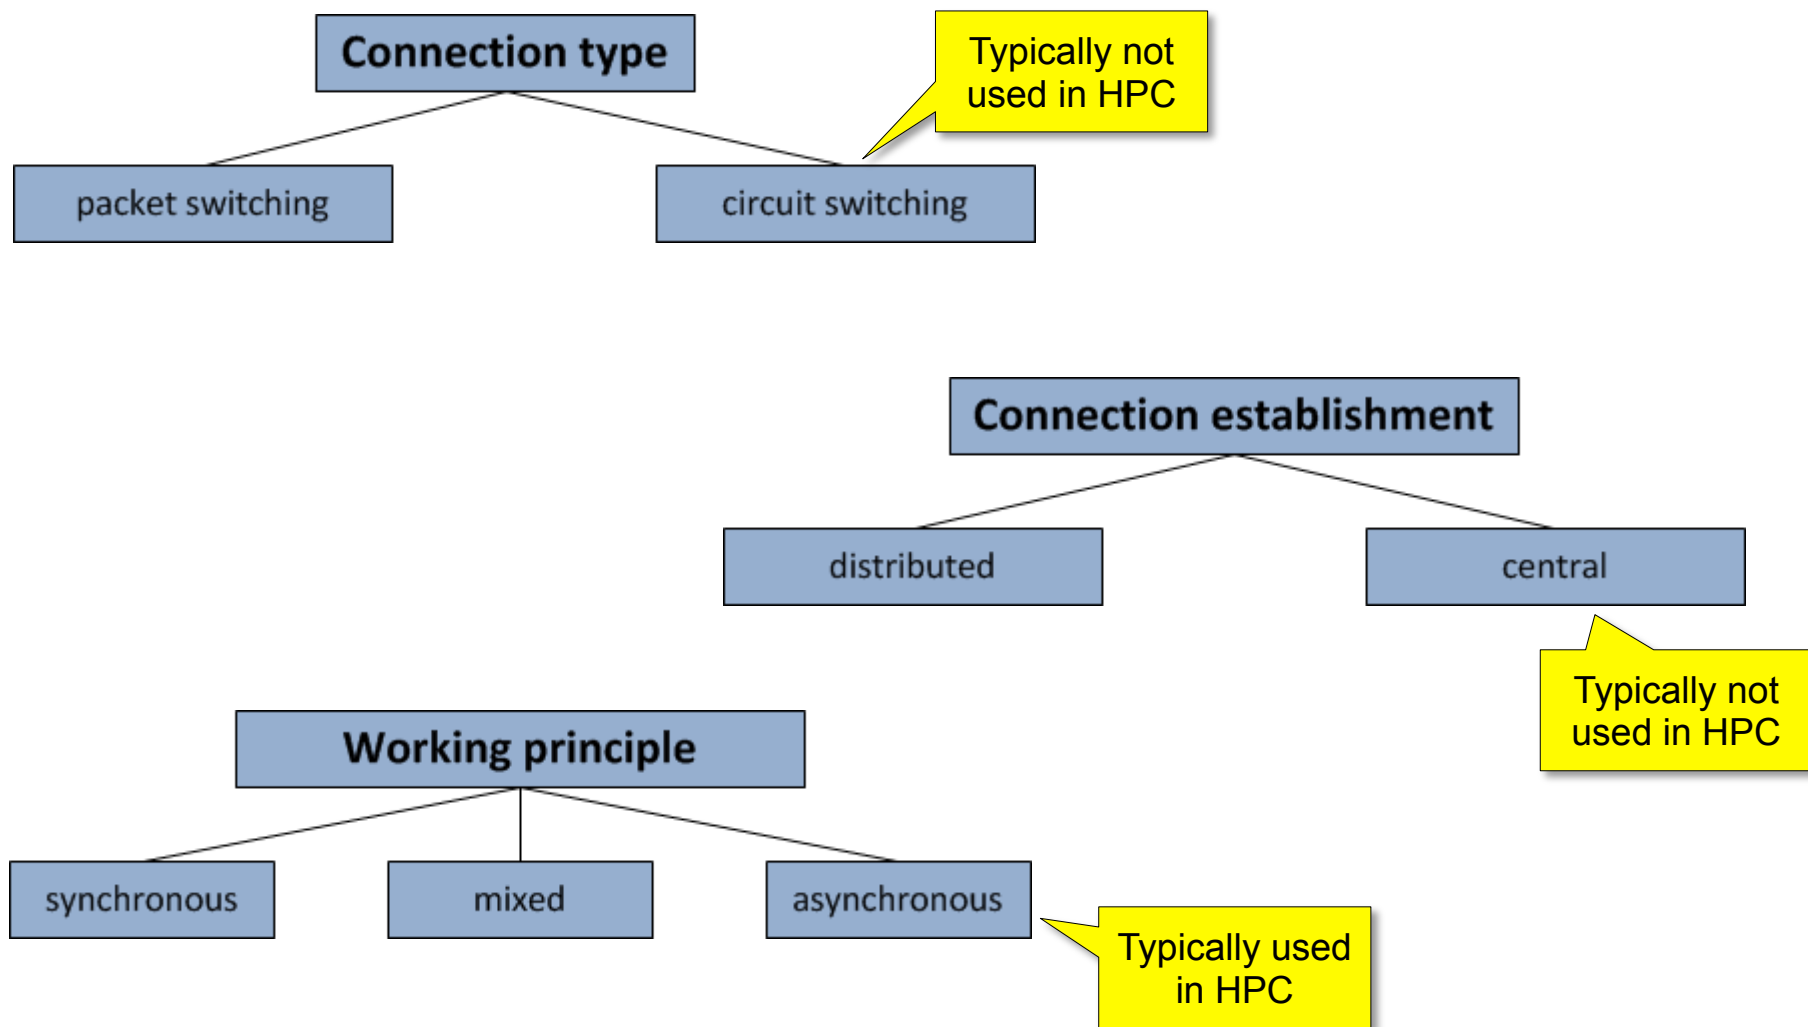 Connection type
Typically not
used in HPC
packet switching
circuit switching
Connection establishment
distributed
central
Typically not
used in HPC
Working principle
synchronous
mixed
asynchronous
Typically used
in HPC